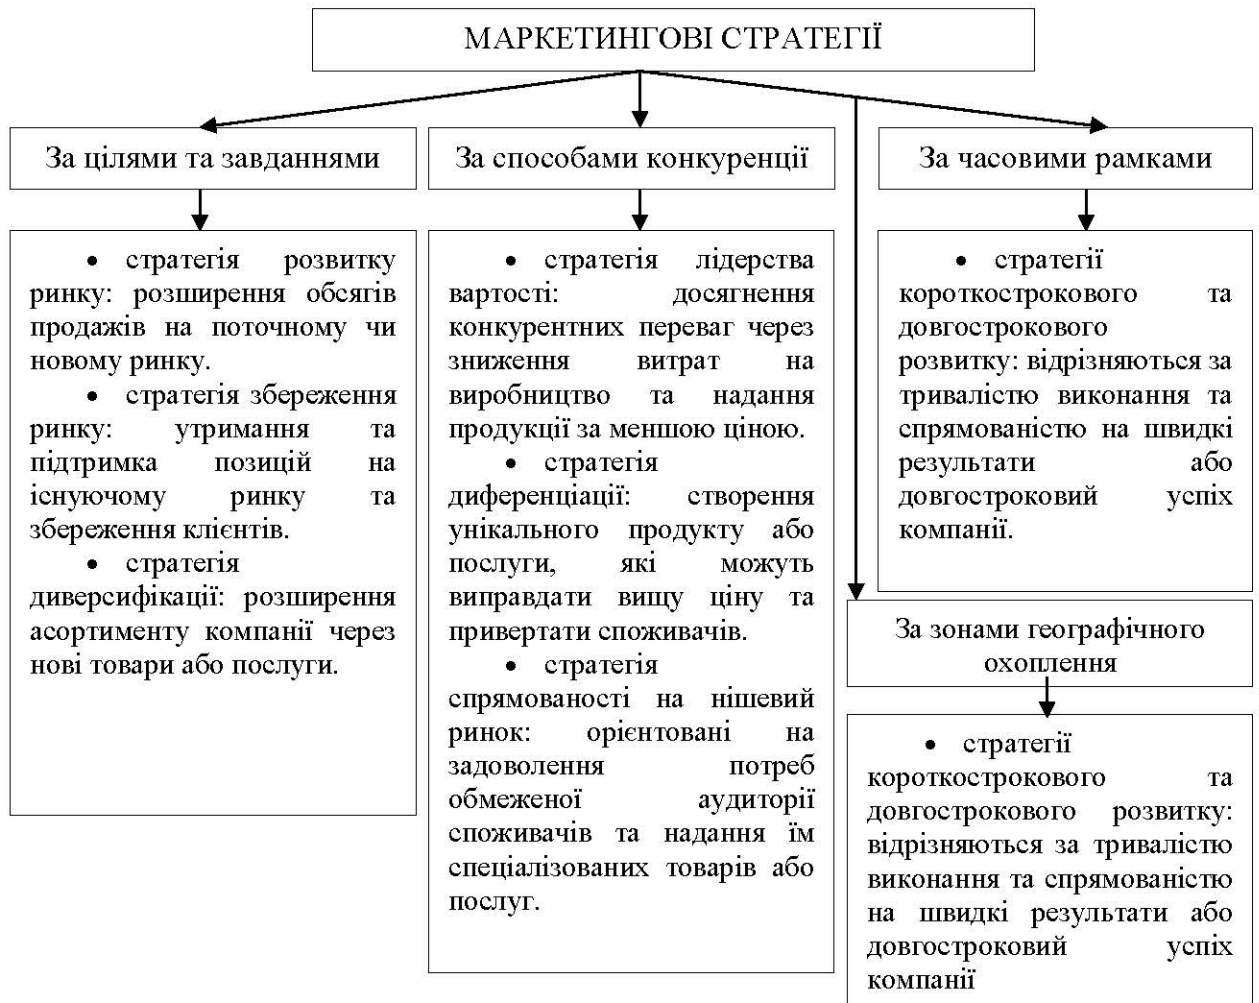 МАРКЕТИНГОВІ СТРАТЕГІЇ
За цілями та завданнями
• стратегія розвитку
ринку: розширення обсягів
продажів на поточному чи
новому ринку.
• стратегія збереження
ринку: утримання та
підтримка позицій на
існуючому ринку та
збереження клієнтів.
• стратегія
диверсифікації: розширення
асортименту компанії через
нові товари або послуги.
За способами конкуренції
• стратегія лідерства
вартості: досягнення
конкурентних переваг через
зниження витрат на
виробництво та надання
продукції за меншою ціною.
• стратегія
диференціації: створення
унікального продукту або
послуги, які можуть
виправдати вищу ціну та
привертати споживачів.
• стратегія
спрямованості на нішевий
ринок: орієнтовані на
задоволення потреб
обмеженої аудиторії
споживачів та надання їм
спеціалізованих товарів або
послуг.
За часовими рамками
• стратегії
короткострокового та
довгострокового
розвитку: відрізняються за
тривалістю виконання та
спрямованістю на швидкі
результати або
довгостроковий успіх
компанії.
За зонами географічного
охоплення
• стратегії
короткострокового та
довгострокового розвитку:
відрізняються за тривалістю
виконання та спрямованістю
на швидкі результати або
довгостроковий успіх
компанії